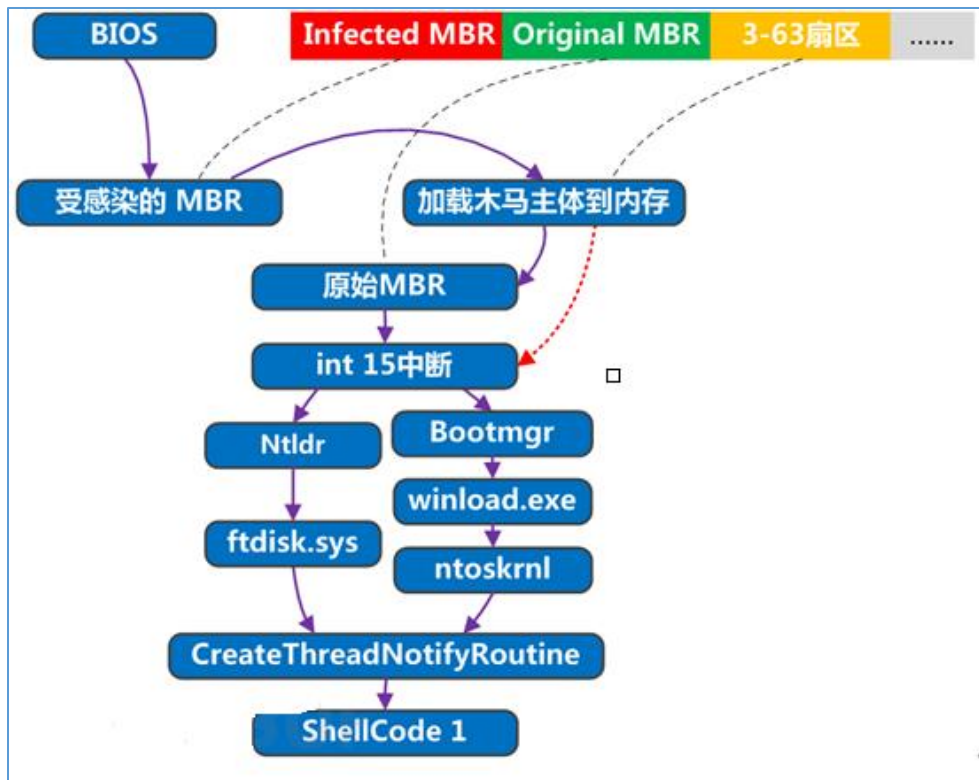 BIOS
Infected MBR Original MBR 3-63扇区 ……
受感染的 MBR
加载木马主体到内存
原始MBR
int 15中断
Ntldr
Bootmgr
winload.exe
ftdisk.sys
ntoskrnl
CreateThreadNotifyRoutine
ShellCode 1